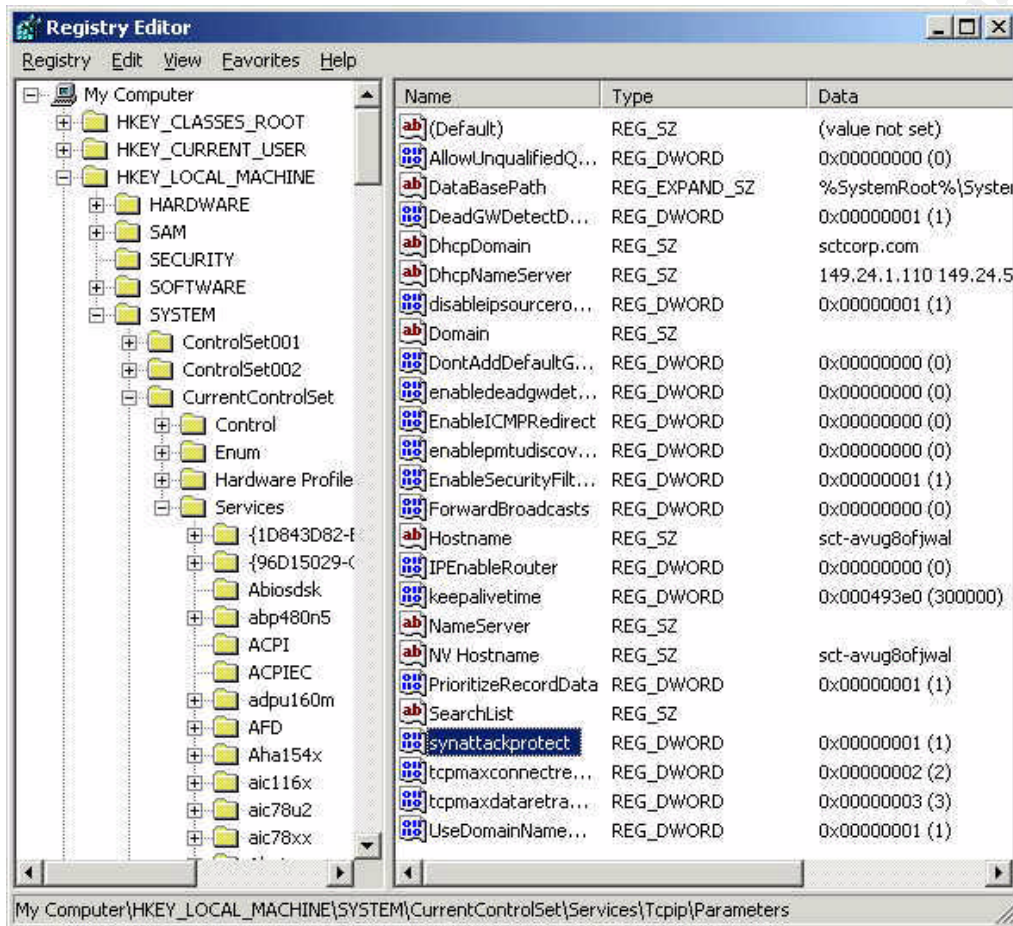 Registry Editor
Registry Edit View Favorites Help
My Computer
HKEY_CLASSES_ROOT
HKEY_CURRENT_USER
HKEY_LOCAL_MACHINE
HARDWARE
SAM
SECURITY
SOFTWARE
SYSTEM
ControlSet001
ControlSet002
CurrentControlSet
Control
Enum
Hardware Profile
Services
{1D843D82-
{96D15029-
Abiosdsk
abp480n5
ACPI
ACPIEC
adpu160m
AFD
Aha154x
aic116x
aic78u2
aic78xx
Name Type Data
(Default) REG_SZ (value not set)
AllowUnqualifiedQ... REG_DWORD 0x00000000 (0)
DataBasePath REG_EXPAND_SZ %SystemRoot%\System
DeadGWDetectD... REG_DWORD 0x00000001 (1)
DhcpDomain REG_SZ sctcorp.com
DhcpNameServer REG_SZ 149.24.1.110 149.24.5
disableipsourcero... REG_DWORD 0x00000001 (1)
Domain REG_SZ
DontAddDefaultG... REG_DWORD 0x00000000 (0)
enabledeadgwdet... REG_DWORD 0x00000000 (0)
EnableICMPRedirect REG_DWORD 0x00000000 (0)
enablepmtudiscov... REG_DWORD 0x00000000 (0)
EnableSecurityFilt... REG_DWORD 0x00000001 (1)
ForwardBroadcasts REG_DWORD 0x00000000 (0)
Hostname REG_SZ sct-avug8ofjwal
IPEnableRouter REG_DWORD 0x00000000 (0)
keepalivetime REG_DWORD 0x000493e0 (300000)
NameServer REG_SZ
NV Hostname REG_SZ sct-avug8ofjwal
PrioritizeRecordData REG_DWORD 0x00000001 (1)
SearchList REG_SZ
synattackprotect REG_DWORD 0x00000001 (1)
tcpmaxconnectre... REG_DWORD 0x00000002 (2)
tcpmaxdataretra... REG_DWORD 0x00000003 (3)
UseDomainName... REG_DWORD 0x00000001 (1)
My Computer\HKEY_LOCAL_MACHINE\SYSTEM\CurrentControlSet\Services\Tcpip\Parameters